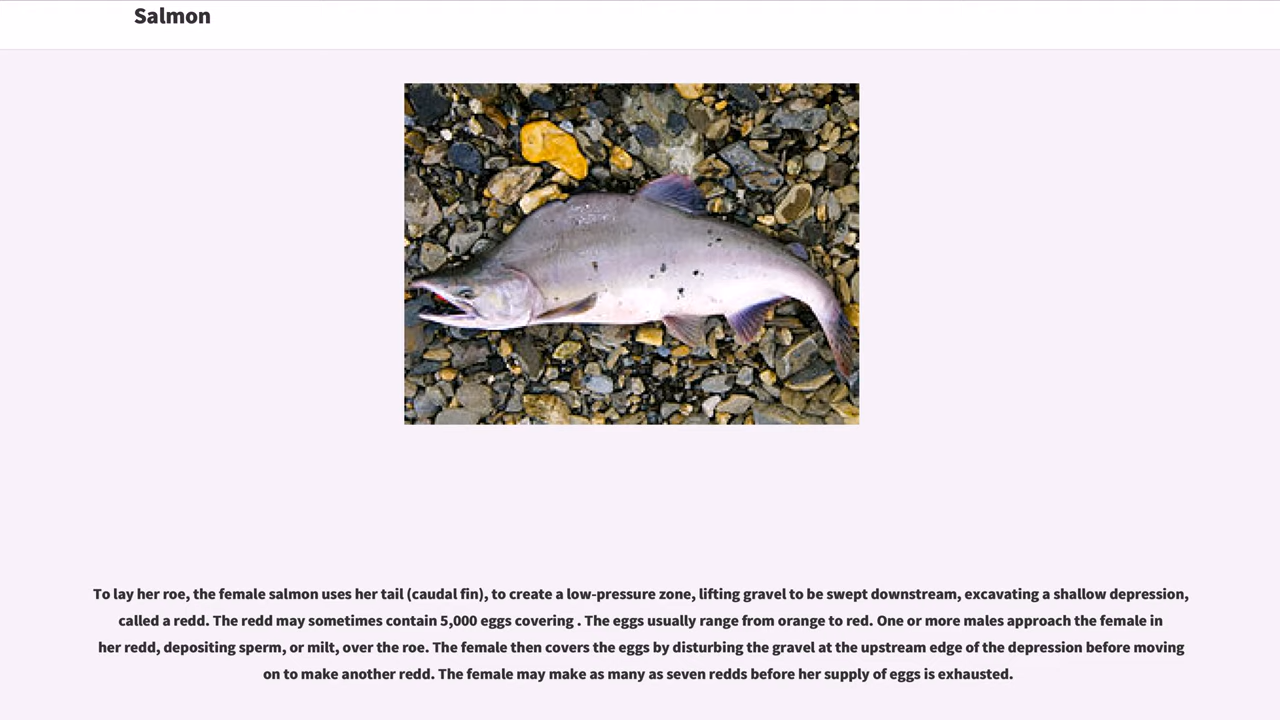 Salmon
To lay her roe, the female salmon uses her tail (caudal fin), to create a low-pressure zone, lifting gravel to be swept downstream, excavating a shallow depression,
called a redd. The redd may sometimes contain 5,000 eggs covering . The eggs usually range from orange to red. One or more males approach the female in
her redd, depositing sperm, or milt, over the roe. The female then covers the eggs by disturbing the gravel at the upstream edge of the depression before moving
on to make another redd. The female may make as many as seven redds before her supply of eggs is exhausted.